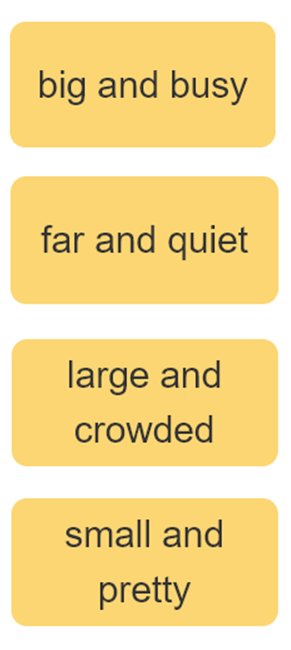 big and busy
far and quiet
large and
crowded
small and
pretty